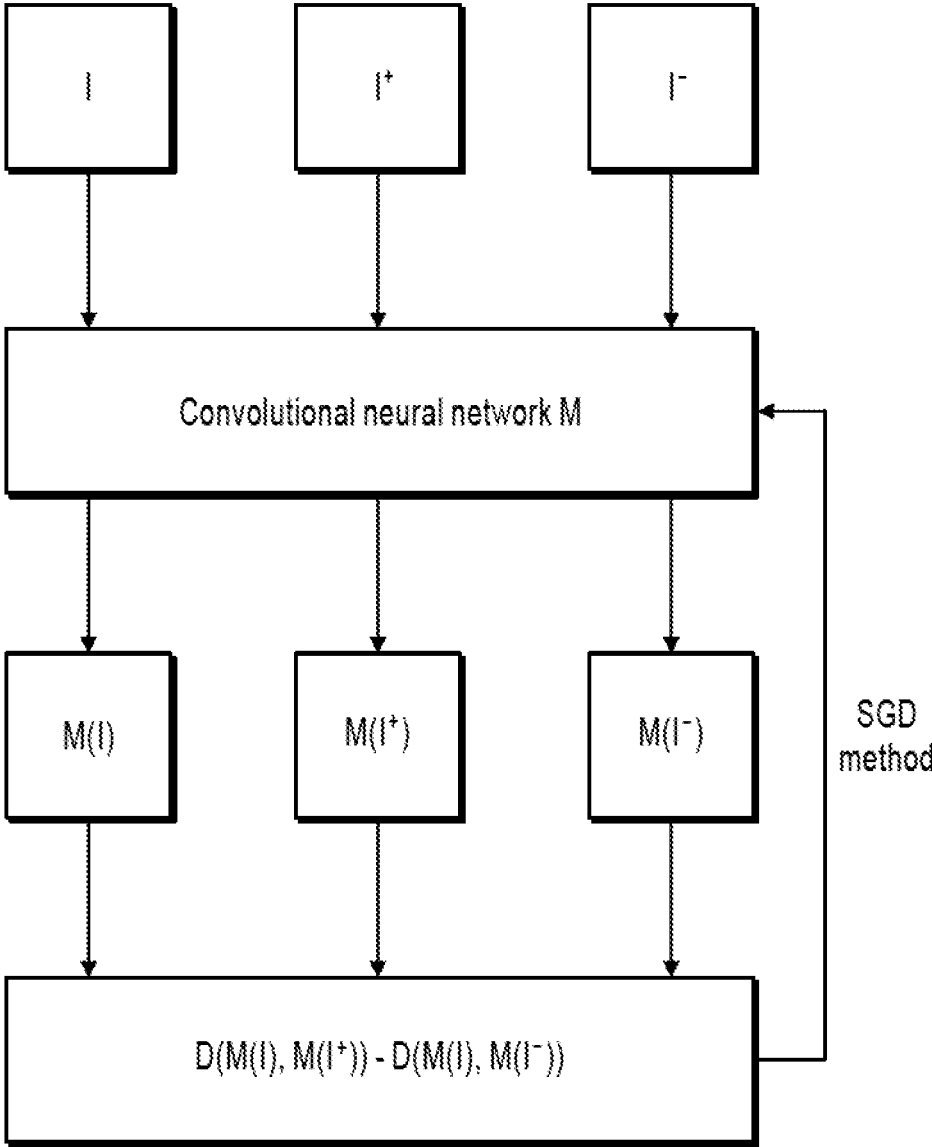 I
I⁺
I⁻
Convolutional neural network M
M(I)
M(I⁺)
M(I⁻)
SGD
method
D(M(I), M(I⁺)) - D(M(I), M(I⁻))